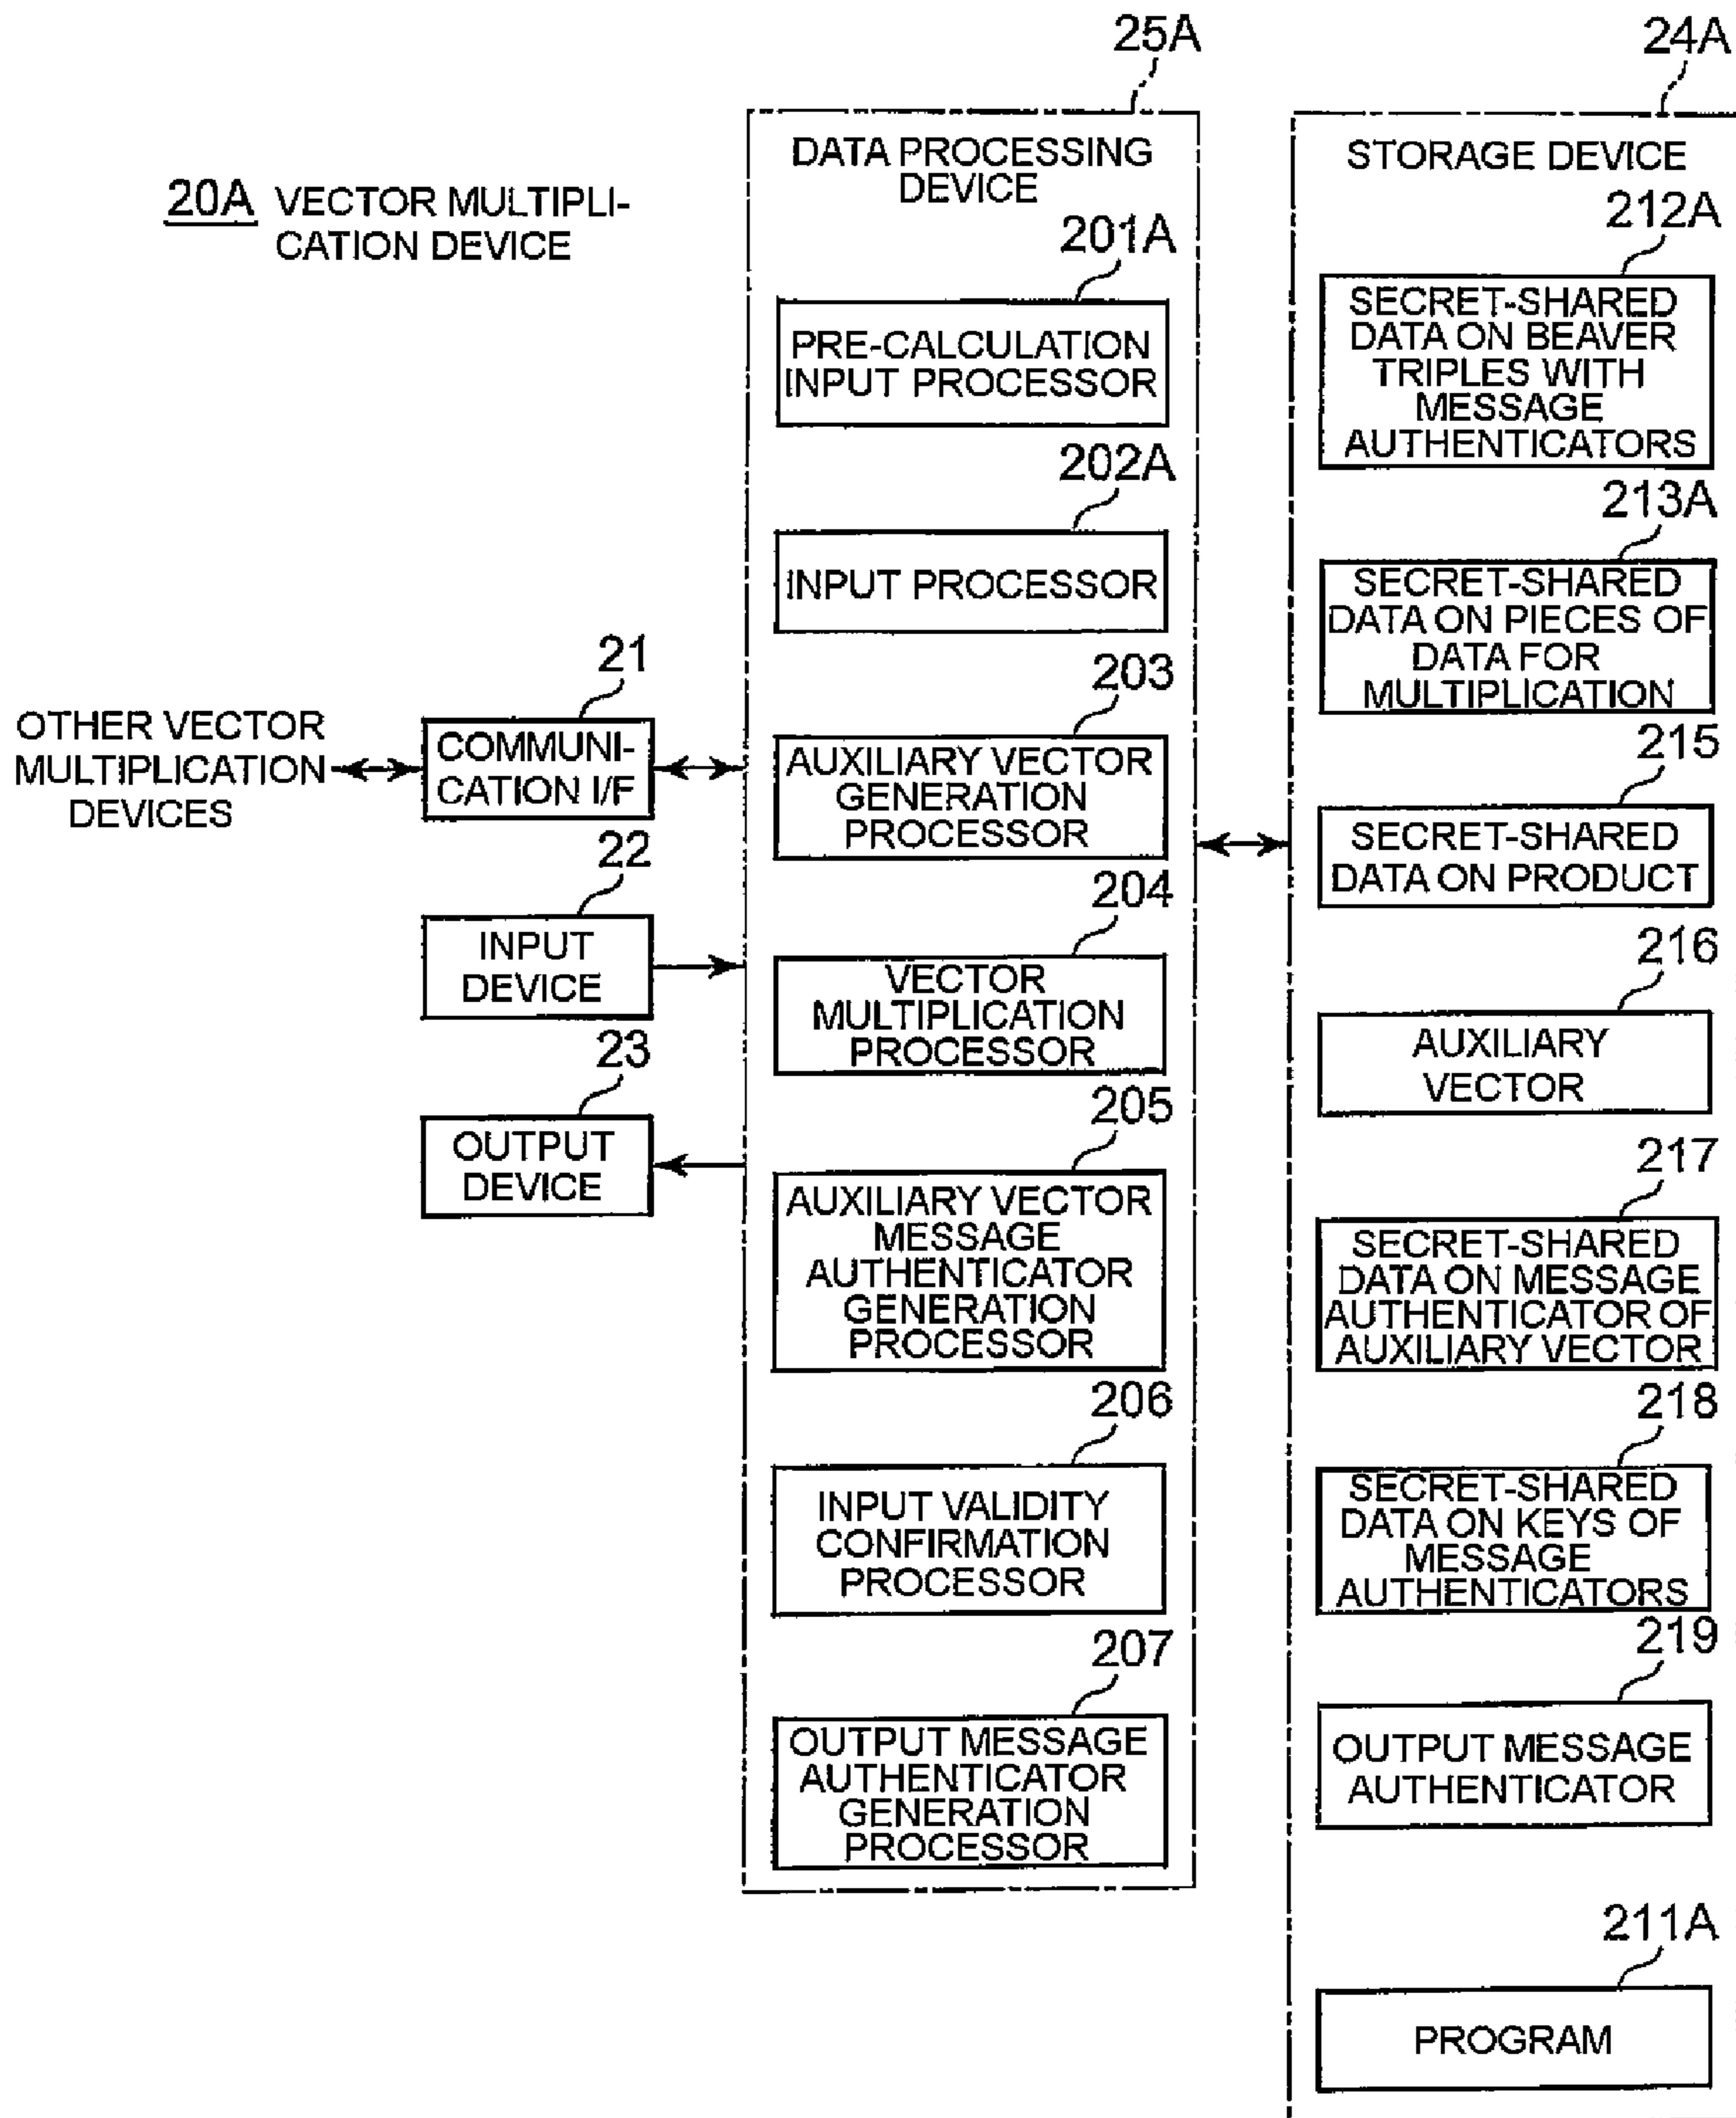 20A VECTOR MULTIPLI-
CATION DEVICE
OTHER VECTOR
MULTIPLICATION
DEVICES
21
COMMUNI-
CATION I/F
22
INPUT
DEVICE
23
OUTPUT
DEVICE
25A
DATA PROCESSING
DEVICE
201A
PRE-CALCULATION
INPUT PROCESSOR
202A
INPUT PROCESSOR
203
AUXILIARY VECTOR
GENERATION
PROCESSOR
204
VECTOR
MULTIPLICATION
PROCESSOR
205
AUXILIARY VECTOR
MESSAGE
AUTHENTICATOR
GENERATION
PROCESSOR
206
INPUT VALIDITY
CONFIRMATION
PROCESSOR
207
OUTPUT MESSAGE
AUTHENTICATOR
GENERATION
PROCESSOR
24A
STORAGE DEVICE
212A
SECRET-SHARED
DATA ON BEAVER
TRIPLES WITH
MESSAGE
AUTHENTICATORS
213A
SECRET-SHARED
DATA ON PIECES OF
DATA FOR
MULTIPLICATION
215
SECRET-SHARED
DATA ON PRODUCT
216
AUXILIARY
VECTOR
217
SECRET-SHARED
DATA ON MESSAGE
AUTHENTICATOR OF
AUXILIARY VECTOR
218
SECRET-SHARED
DATA ON KEYS OF
MESSAGE
AUTHENTICATORS
219
OUTPUT MESSAGE
AUTHENTICATOR
211A
PROGRAM